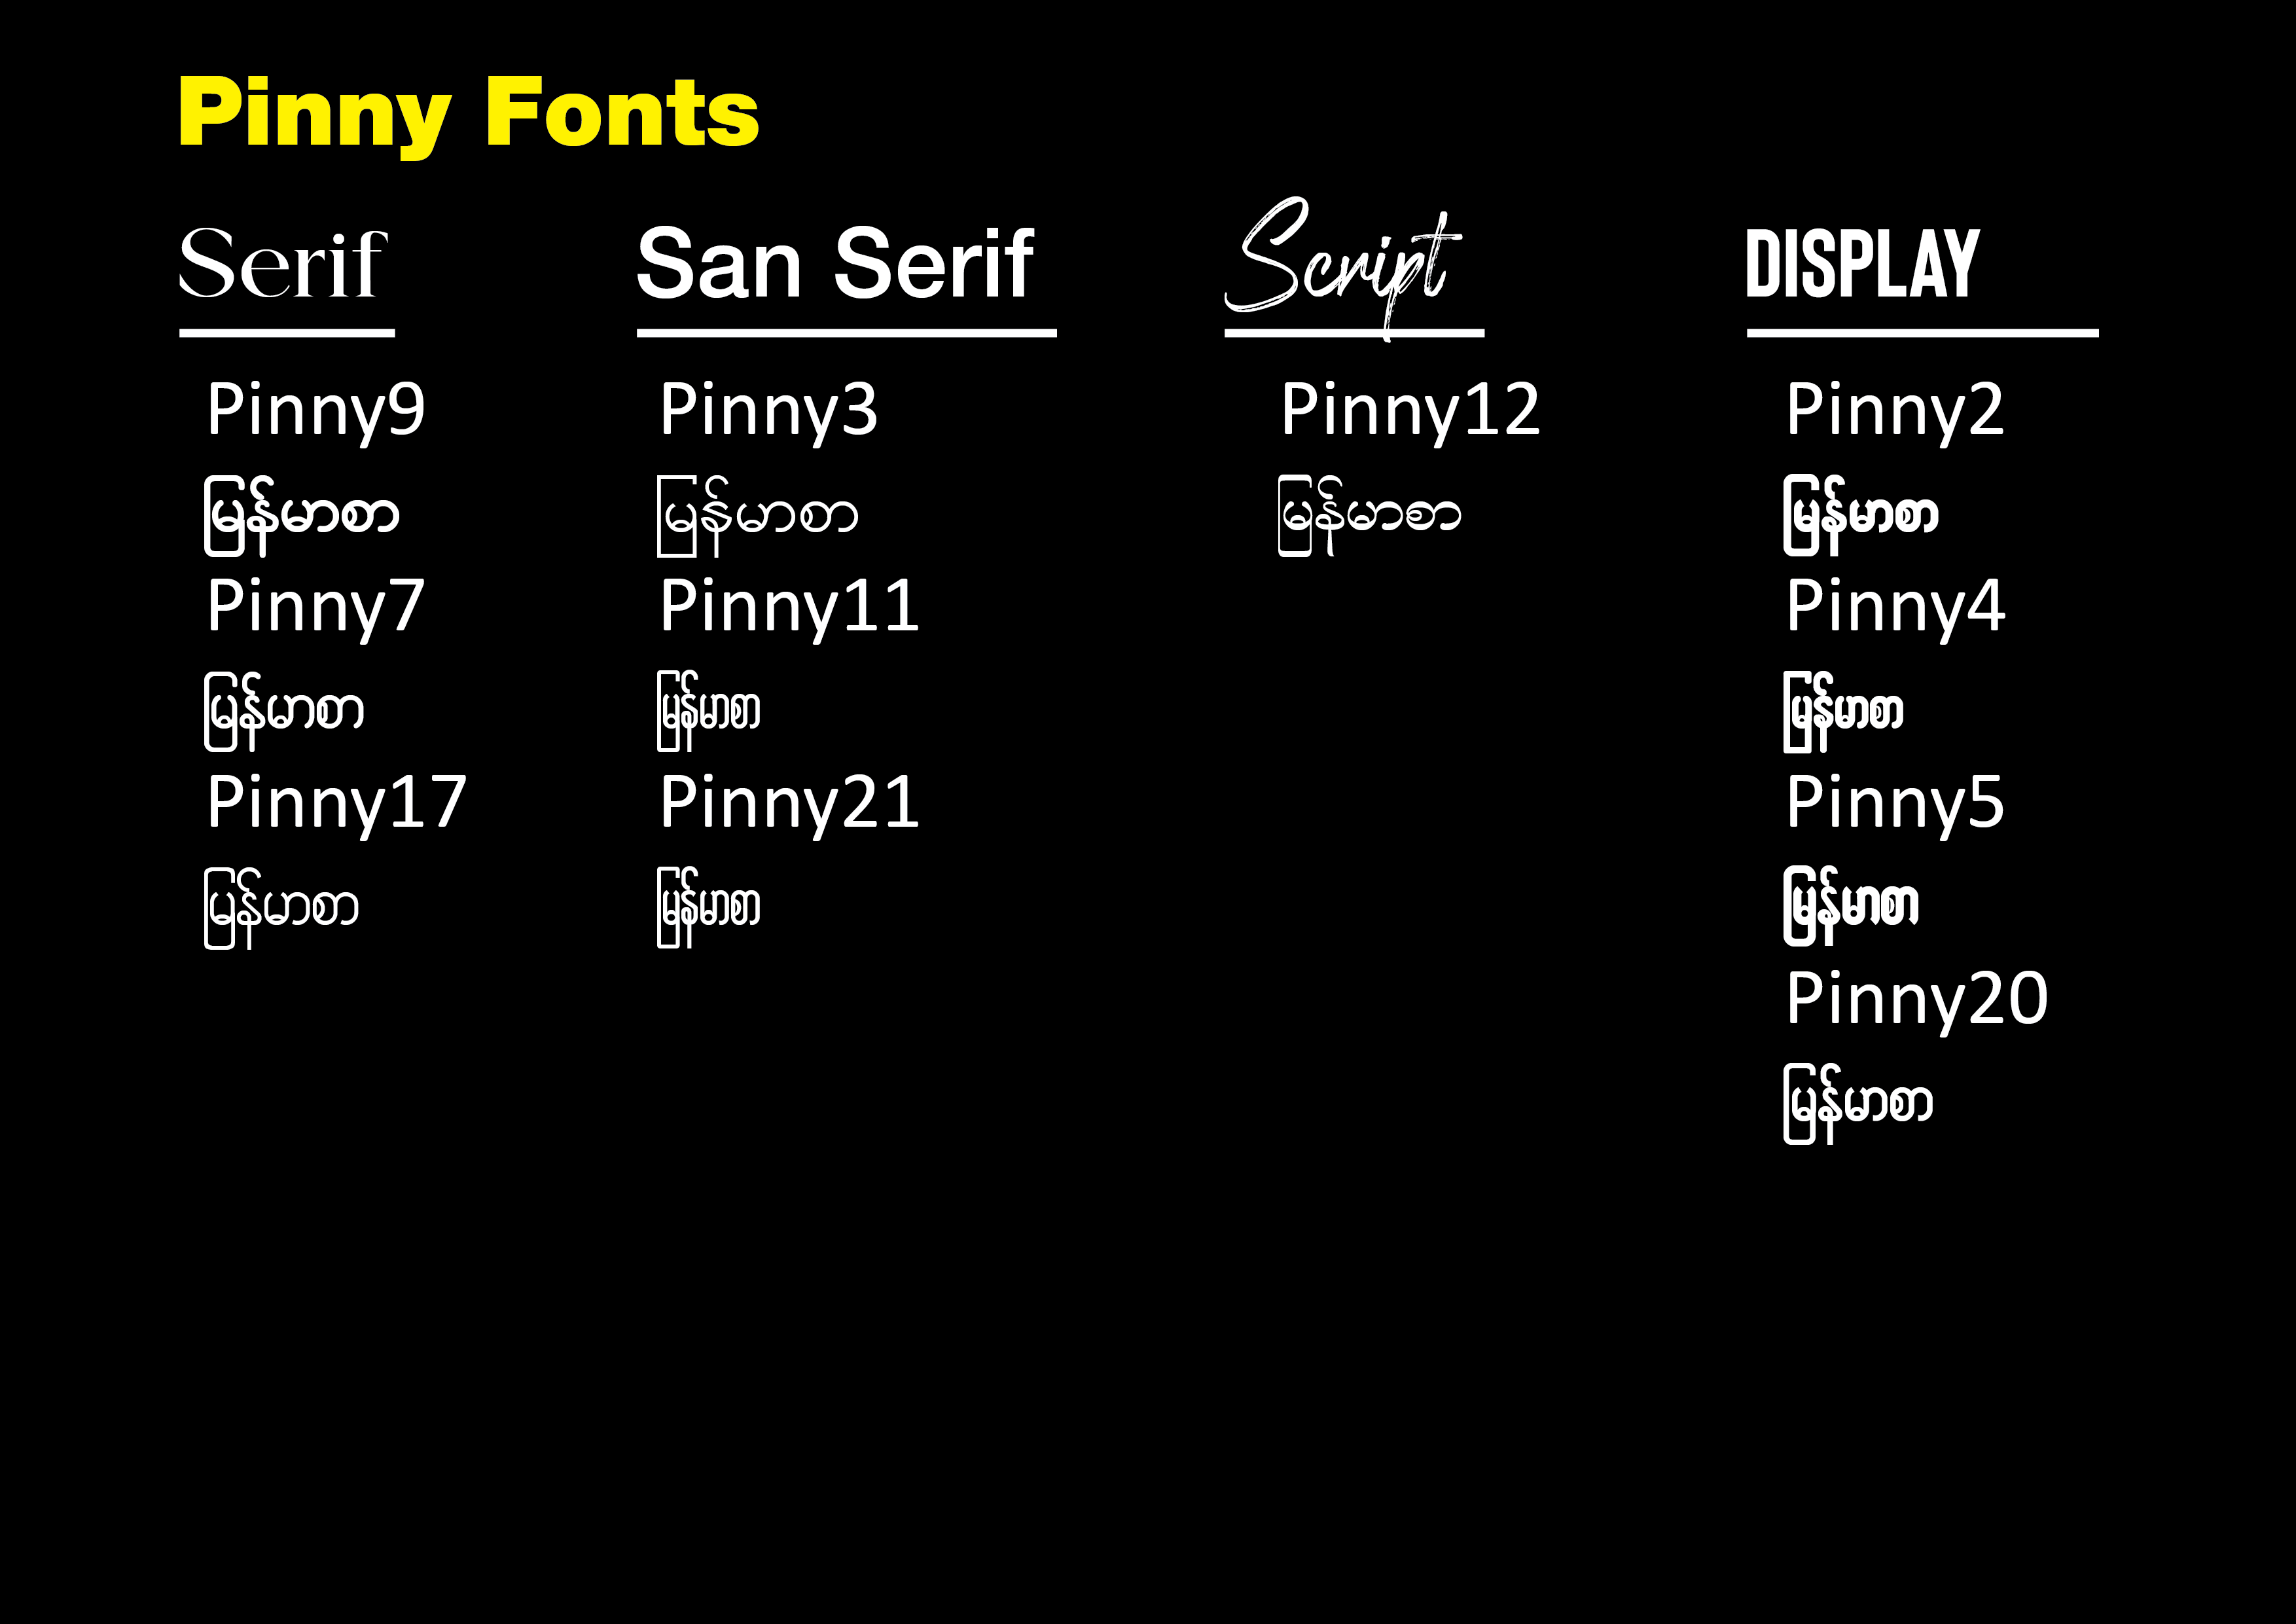 Pinny Fonts
Serif
Pinny9
မြန်မာစာ
Pinny7
မြန်မာစာ
Pinny17
မြန်မာစာ
San Serif
Pinny3
မြန်မာစာ
Pinny11
မြန်မာစာ
Pinny21
မြန်မာစာ
Script
Pinny12
မြန်မာစာ
DISPLAY
Pinny2
မြန်မာစာ
Pinny4
မြန်မာစာ
Pinny5
မြန်မာစာ
Pinny20
မြန်မာစာ